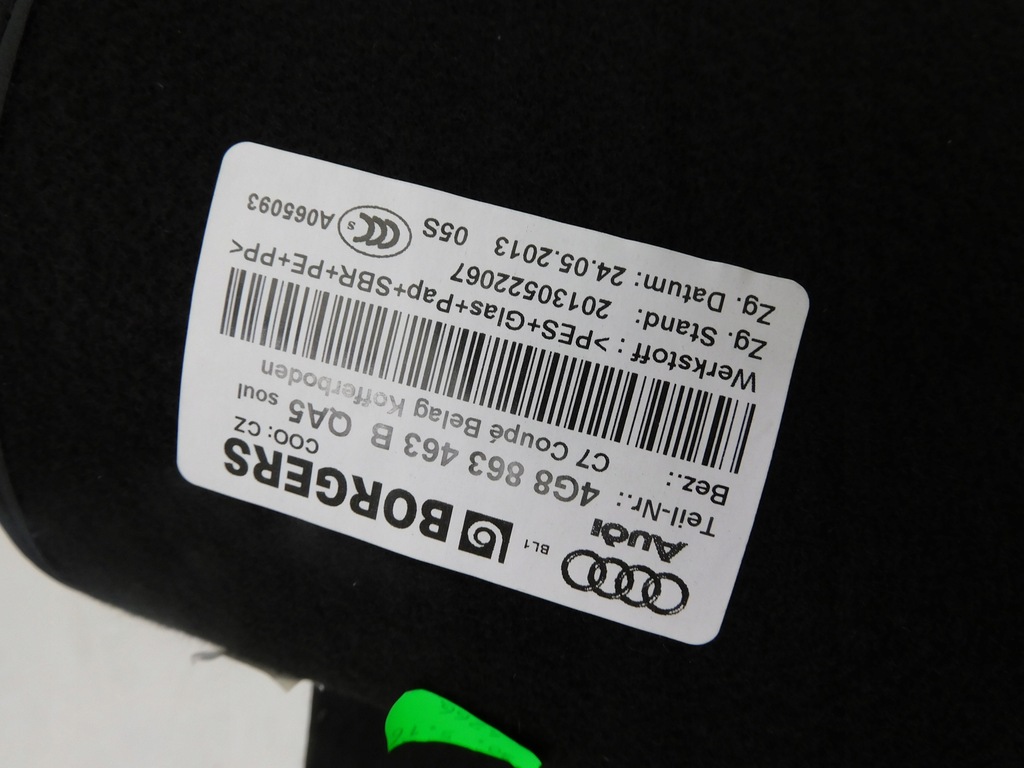 Audi
BL1
BORGERS
COO: CZ
Teil-Nr.: 4G8 863 463 B QA5 soul
Bez.: C7 Coupé Belag Kofferboden
Werkstoff : >PES+Glas+Pap+SBR+PE+PP<
Zg. Stand: 20130522067
Zg. Datum: 24.05.2013 05S
CCC S A065093